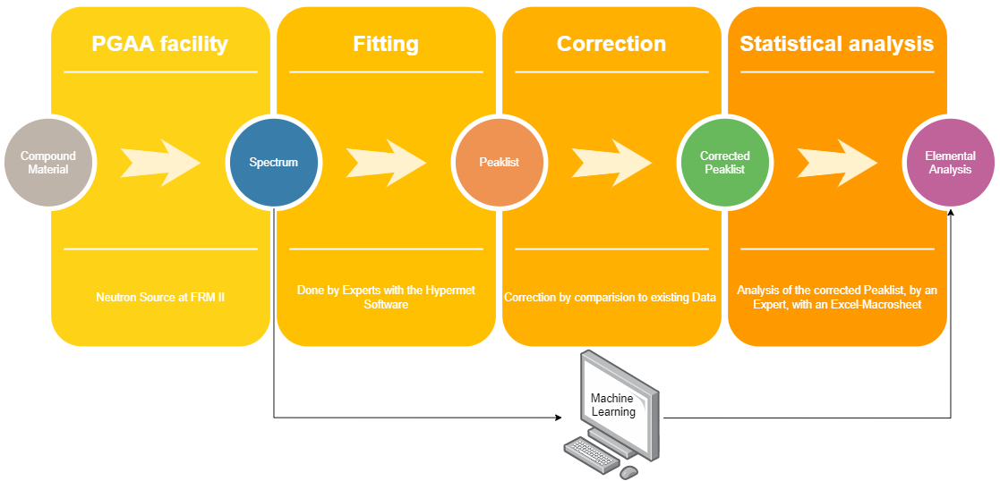 PGAA facility
Fitting
Correction
Statistical analysis
Compound
Material
Spectrum
Peaklist
Corrected
Peaklist
Elemental
Analysis
Neutron Source at FRM II
Done by Experts with the Hypermet
Software
Correction by comparision to existing Data
Analysis of the corrected Peaklist, by an
Expert, with an Excel-Macrosheet
Machine
Learning